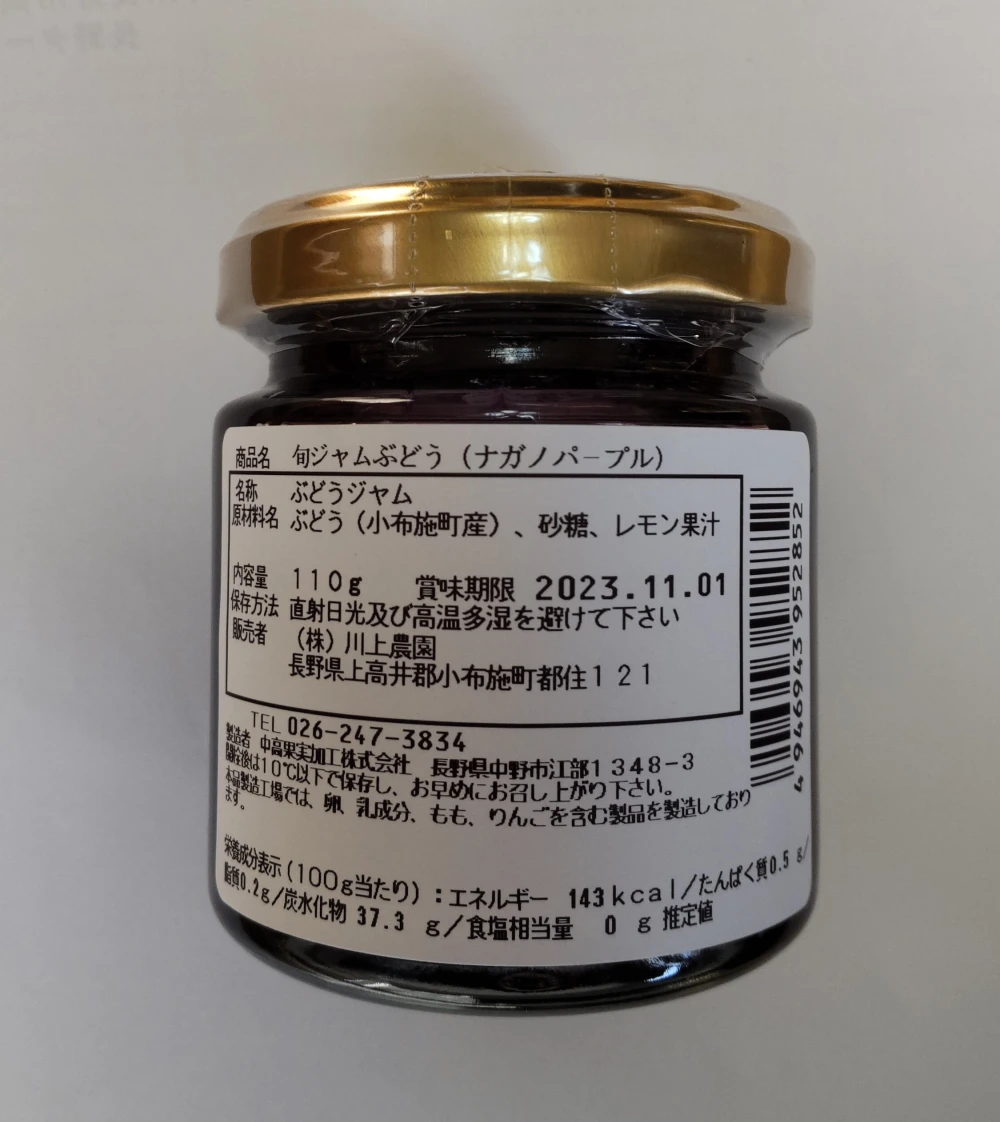 商品名 旬ジャムぶどう（ナガノパープル）
名称 ぶどうジャム
原材料名 ぶどう（小布施町産）、砂糖、レモン果汁
内容量 110g 賞味期限 2023.11.01
保存方法 直射日光及び高温多湿を避けて下さい
販売者 （株）川上農園
長野県上高井郡小布施町都住121
TEL 026-247-3834
製造者 中高果実加工株式会社 長野県中野市江部1348-3
開栓後は10℃以下で保存し、お早めにお召し上がり下さい。
本品製造工場では、卵、乳成分、もも、りんごを含む製品を製造しており
ます。
栄養成分表示(100g当たり)：エネルギー 143kcal/たんぱく質0.5 g/
脂質0.2g/炭水化物 37.3 g/食塩相当量 0 g 推定値
4946943952852